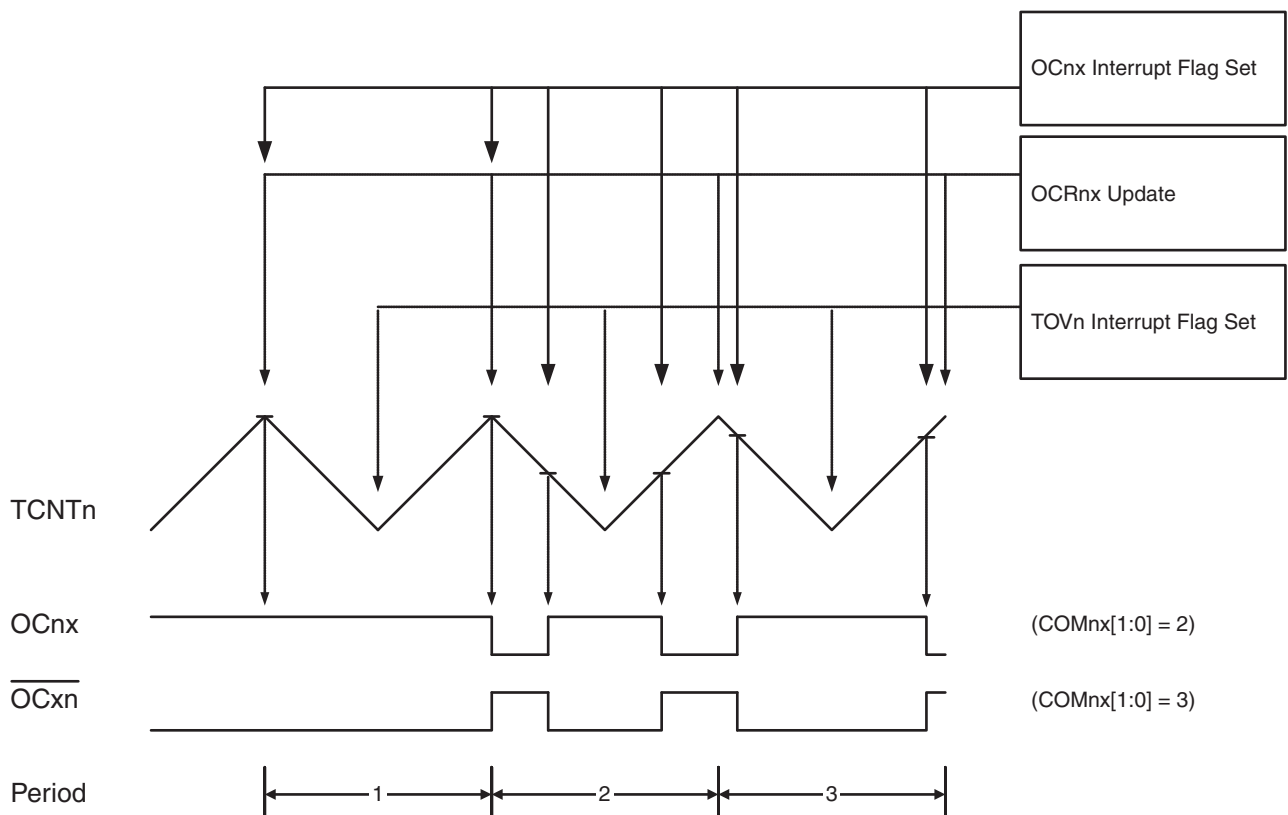 OCnx Interrupt Flag Set
OCRnx Update
TOVn Interrupt Flag Set
TCNTn
OCnx
(COMnx[1:0] = 2)
OCxn
(COMnx[1:0] = 3)
Period
1
2
3